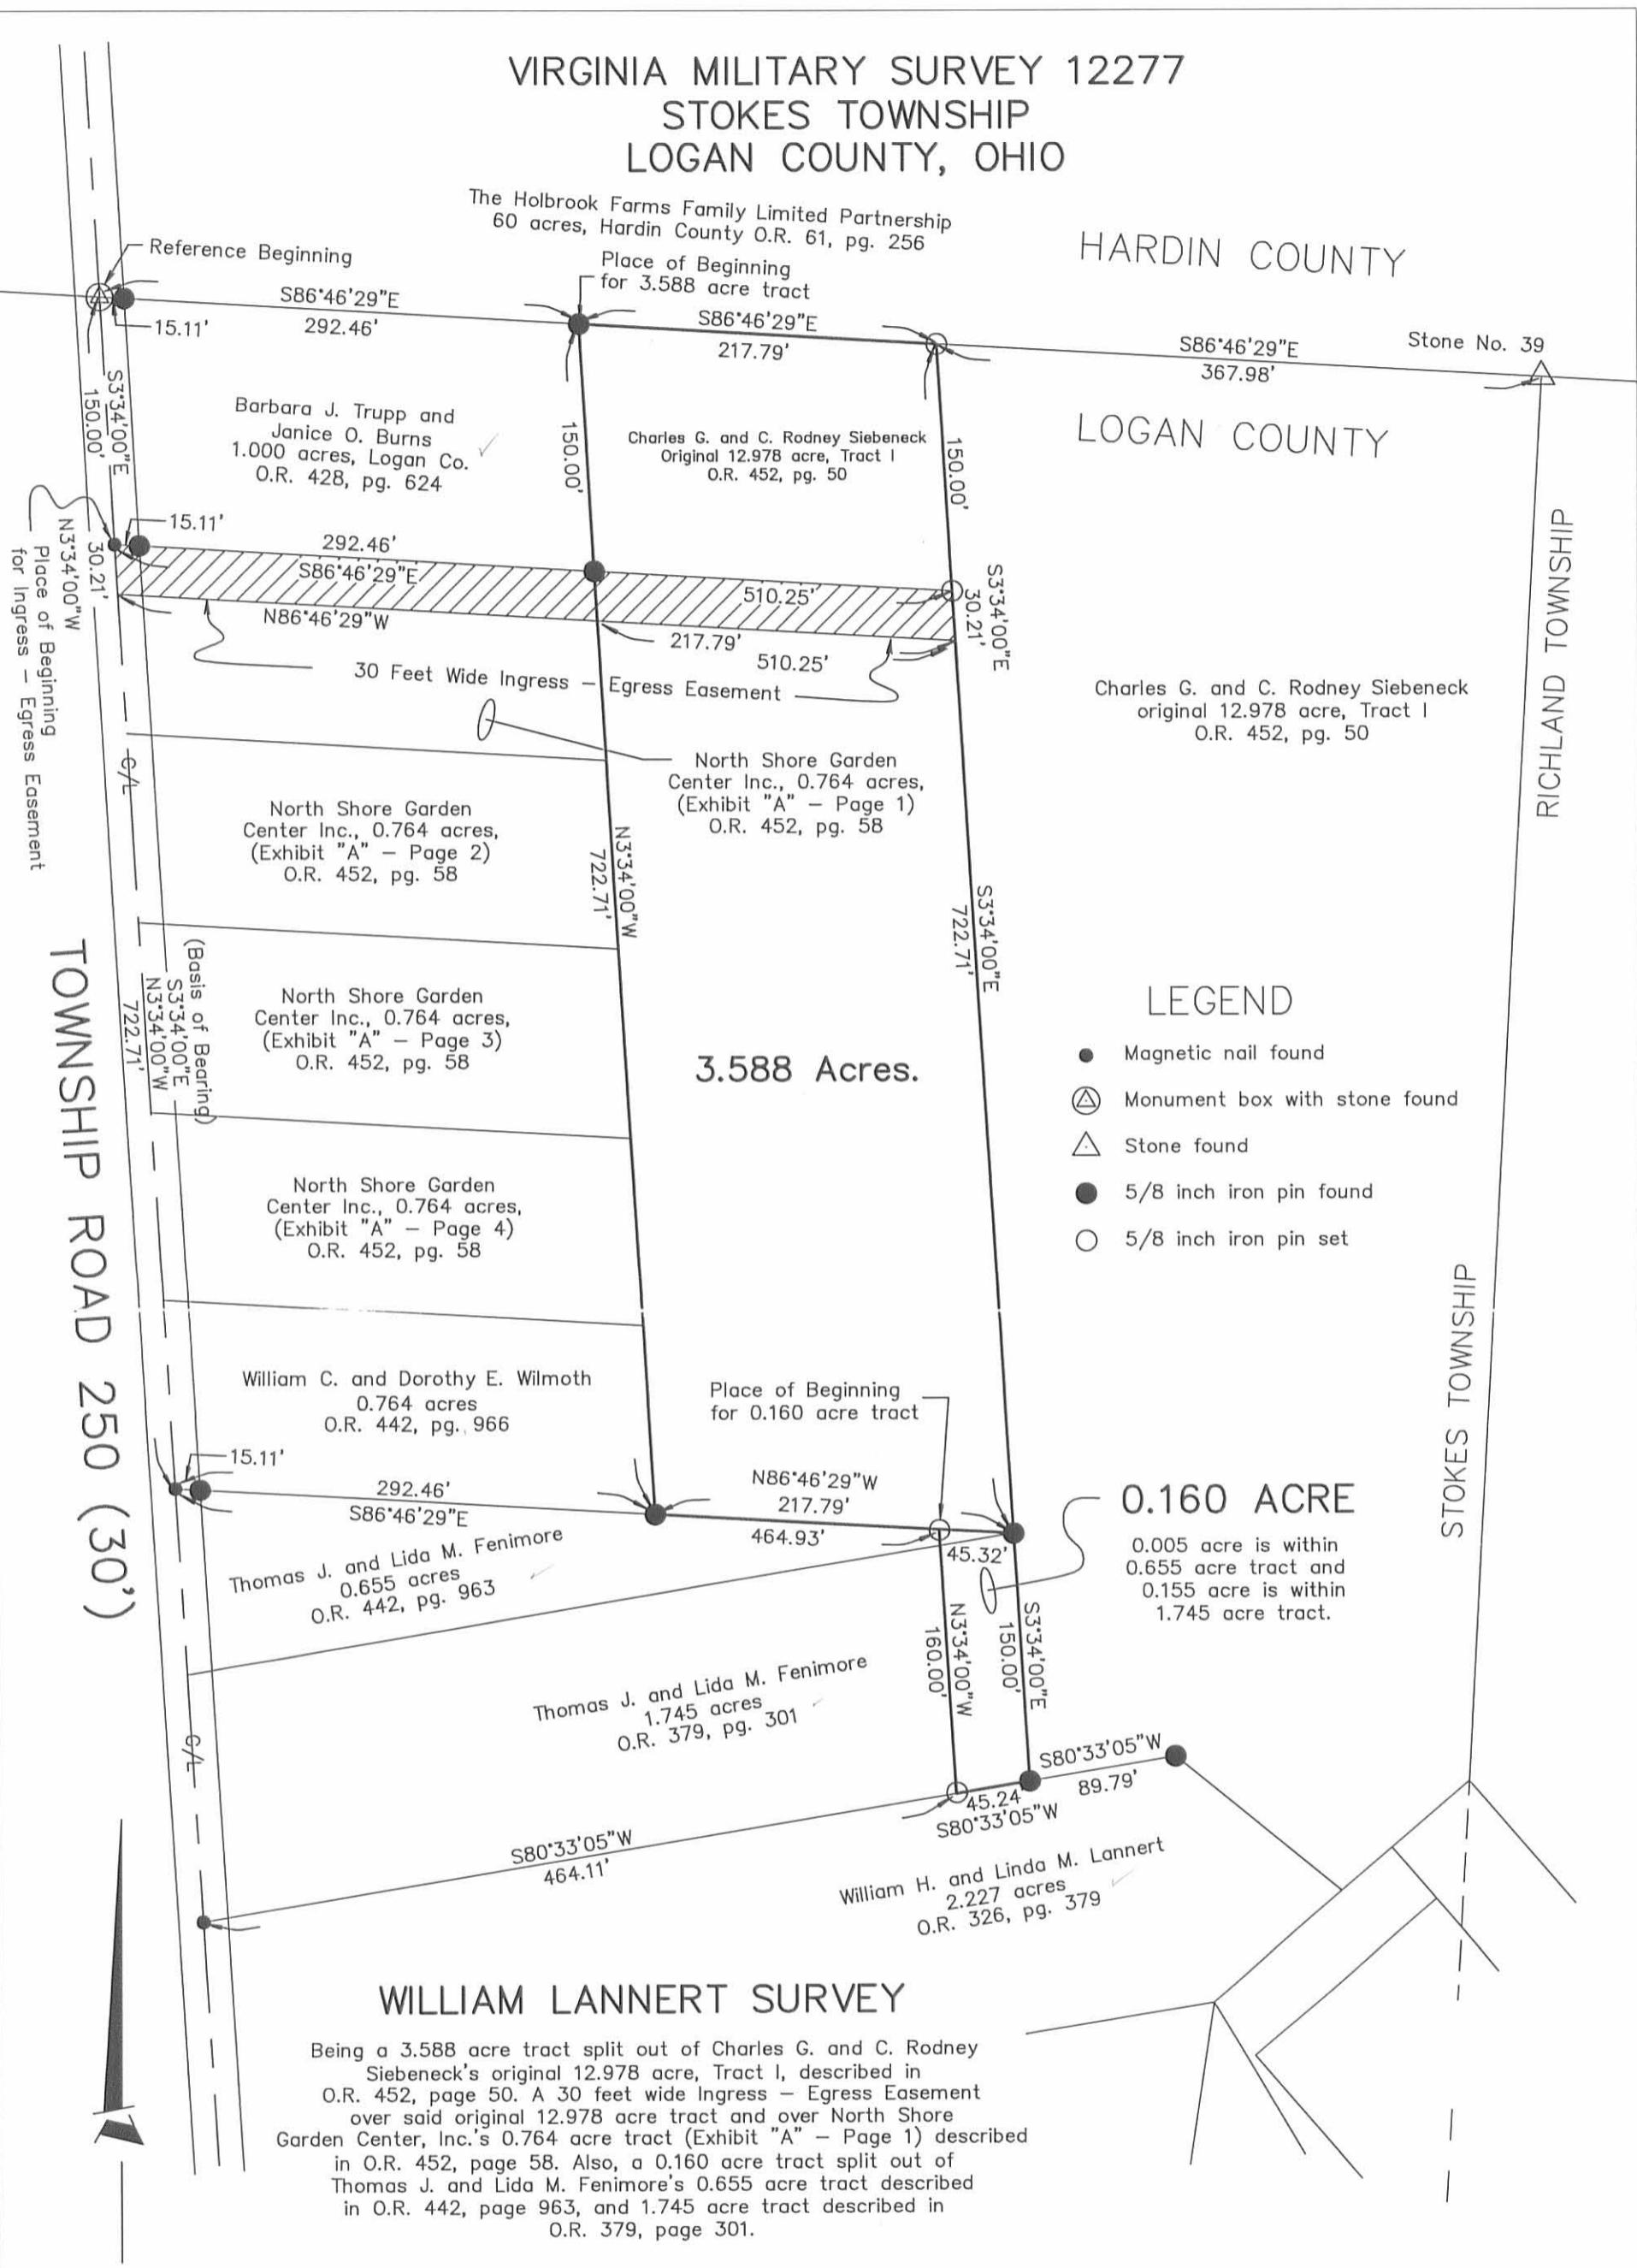 VIRGINIA MILITARY SURVEY 12277
STOKES TOWNSHIP
LOGAN COUNTY, OHIO
The Holbrook Farms Family Limited Partnership
60 acres, Hardin County O.R. 61, pg. 256
HARDIN COUNTY
Reference Beginning
Place of Beginning
for 3.588 acre tract
S86°46'29"E
292.46'
15.11'
S86°46'29"E
217.79'
S86°46'29"E
367.98'
Stone No. 39
LOGAN COUNTY
S3°34'00"E
150.00'
Barbara J. Trupp and
Janice O. Burns
1.000 acres, Logan Co.
O.R. 428, pg. 624
150.00'
Charles G. and C. Rodney Siebeneck
Original 12.978 acre, Tract I
O.R. 452, pg. 50
150.00'
RICHLAND TOWNSHIP
15.11'
292.46'
S86°46'29"E
510.25'
N86°46'29"W
217.79'
510.25'
S3°34'00"E
30.21'
30.21'
N3°34'00"W
Place of Beginning
for Ingress – Egress Easement
30 Feet Wide Ingress – Egress Easement
Charles G. and C. Rodney Siebeneck
original 12.978 acre, Tract I
O.R. 452, pg. 50
C/L
North Shore Garden
Center Inc., 0.764 acres,
(Exhibit "A" – Page 1)
O.R. 452, pg. 58
North Shore Garden
Center Inc., 0.764 acres,
(Exhibit "A" – Page 2)
O.R. 452, pg. 58
N3°34'00"W
722.71'
S3°34'00"E
722.71'
TOWNSHIP ROAD 250 (30')
(Basis of Bearing)
S3°34'00"E
N3°34'00"W
722.71'
North Shore Garden
Center Inc., 0.764 acres,
(Exhibit "A" – Page 3)
O.R. 452, pg. 58
3.588 Acres.
LEGEND
Magnetic nail found
Monument box with stone found
Stone found
5/8 inch iron pin found
5/8 inch iron pin set
North Shore Garden
Center Inc., 0.764 acres,
(Exhibit "A" – Page 4)
O.R. 452, pg. 58
STOKES TOWNSHIP
William C. and Dorothy E. Wilmoth
0.764 acres
O.R. 442, pg. 966
Place of Beginning
for 0.160 acre tract
15.11'
292.46'
S86°46'29"E
N86°46'29"W
217.79'
464.93'
45.32'
0.160 ACRE
0.005 acre is within
0.655 acre tract and
0.155 acre is within
1.745 acre tract.
Thomas J. and Lida M. Fenimore
0.655 acres
O.R. 442, pg. 963
N3°34'00"W
160.00'
S3°34'00"E
150.00'
Thomas J. and Lida M. Fenimore
1.745 acres
O.R. 379, pg. 301
C/L
S80°33'05"W
89.79'
45.24'
S80°33'05"W
S80°33'05"W
464.11'
William H. and Linda M. Lannert
2.227 acres
O.R. 326, pg. 379
WILLIAM LANNERT SURVEY
Being a 3.588 acre tract split out of Charles G. and C. Rodney
Siebeneck's original 12.978 acre, Tract I, described in
O.R. 452, page 50. A 30 feet wide Ingress – Egress Easement
over said original 12.978 acre tract and over North Shore
Garden Center, Inc.'s 0.764 acre tract (Exhibit "A" – Page 1) described
in O.R. 452, page 58. Also, a 0.160 acre tract split out of
Thomas J. and Lida M. Fenimore's 0.655 acre tract described
in O.R. 442, page 963, and 1.745 acre tract described in
O.R. 379, page 301.